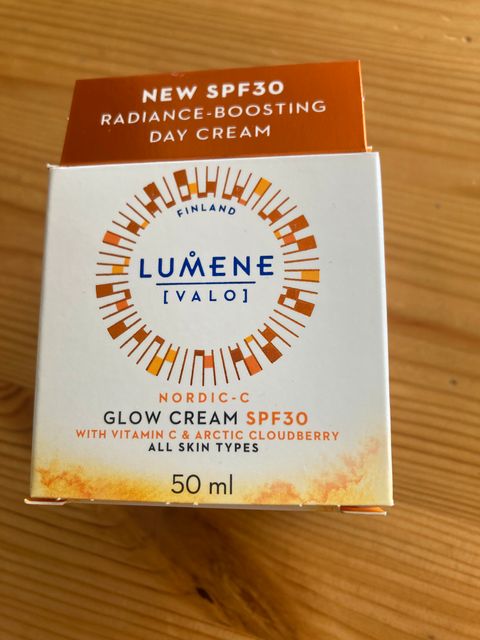 NEW SPF30
RADIANCE-BOOSTING
DAY CREAM
FINLAND
LUMENE
[VALO]
NORDIC-C
GLOW CREAM SPF30
WITH VITAMIN C & ARCTIC CLOUDBERRY
ALL SKIN TYPES
50 ml